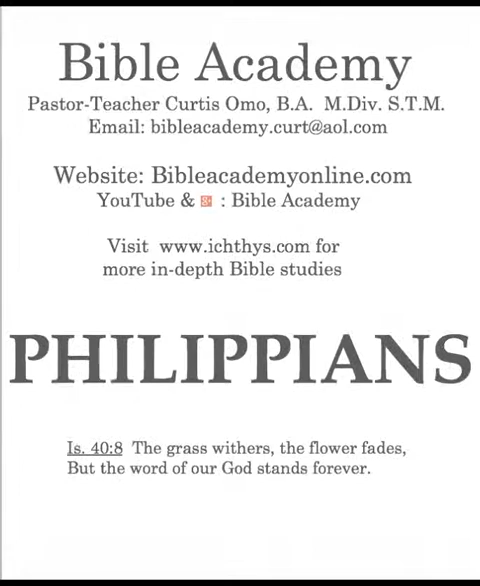 Bible Academy
Pastor-Teacher Curtis Omo, B.A. M.Div. S.T.M.
Email: bibleacademy.curt@aol.com
Website: Bibleacademyonline.com
YouTube & g+ : Bible Academy
Visit www.ichthys.com for
more in-depth Bible studies
PHILIPPIANS
Is. 40:8 The grass withers, the flower fades,
But the word of our God stands forever.